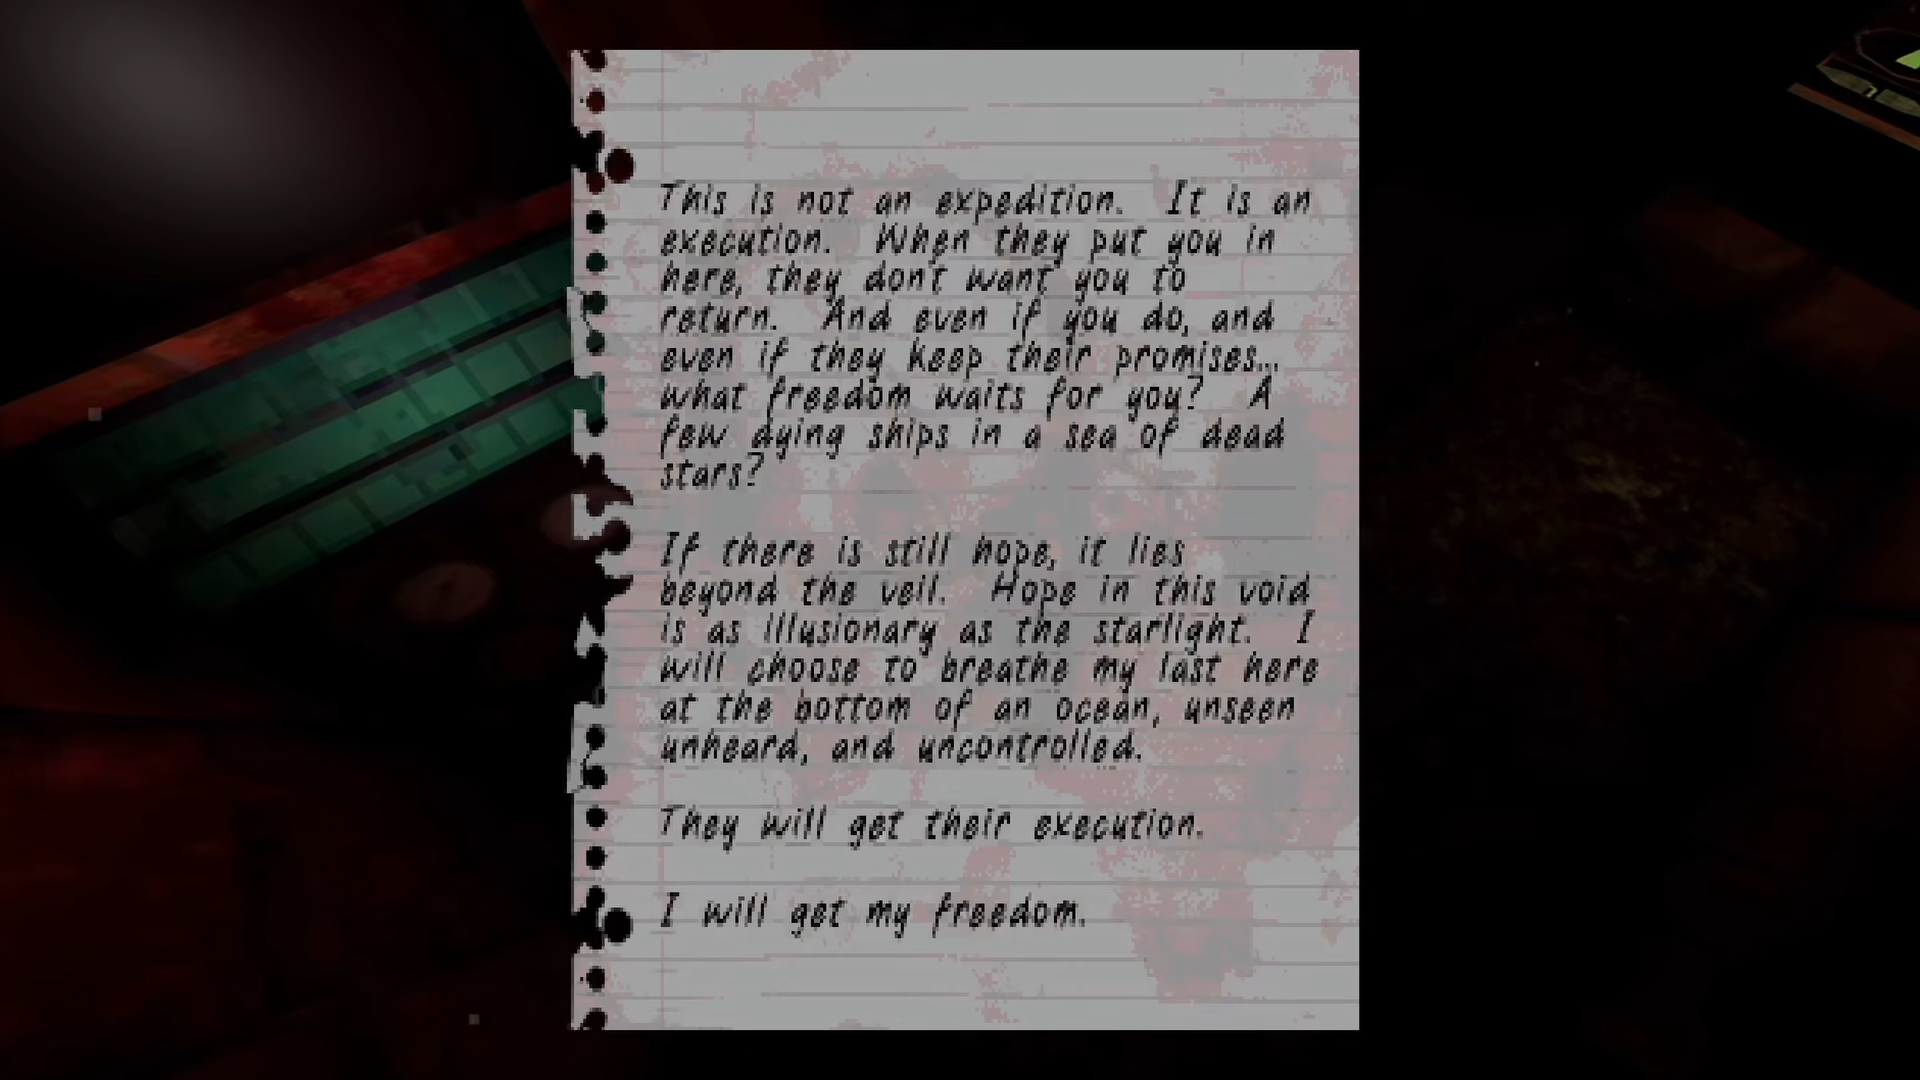 This is not an expedition. It is an
execution. When they put you in
here, they don't want you to
return. And even if you do, and
even if they keep their promises...
what freedom waits for you? A
few dying ships in a sea of dead
stars?
If there is still hope, it lies
beyond the veil. Hope in this void
is as illusionary as the starlight. I
will choose to breathe my last here
at the bottom of an ocean, unseen
unheard, and uncontrolled.
They will get their execution.
I will get my freedom.